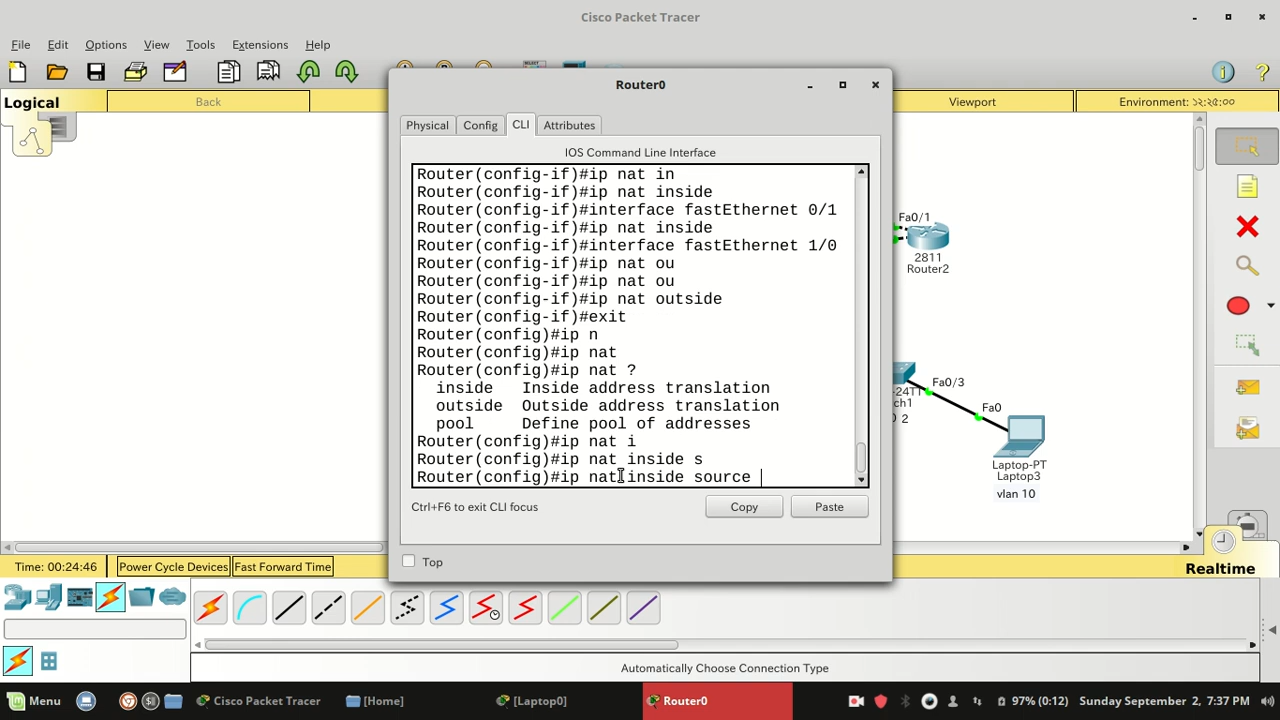 Cisco Packet Tracer
File Edit Options View Tools Extensions Help
Logical Back Viewport Environment: ১২:২৫:০০
Router0
Physical Config CLI Attributes
IOS Command Line Interface
Router(config-if)#ip nat in
Router(config-if)#ip nat inside
Router(config-if)#interface fastEthernet 0/1
Router(config-if)#ip nat inside
Router(config-if)#interface fastEthernet 1/0
Router(config-if)#ip nat ou
Router(config-if)#ip nat ou
Router(config-if)#ip nat outside
Router(config-if)#exit
Router(config)#ip n
Router(config)#ip nat
Router(config)#ip nat ?
inside Inside address translation
outside Outside address translation
pool Define pool of addresses
Router(config)#ip nat i
Router(config)#ip nat inside s
Router(config)#ip nat inside source
Ctrl+F6 to exit CLI focus Copy Paste
Top
Fa0/1
2811
Router2
Fa0/3
-24TT
ch1
2
Fa0
Laptop-PT
Laptop3
vlan 10
Time: 00:24:46 Power Cycle Devices Fast Forward Time Realtime
Automatically Choose Connection Type
Menu Cisco Packet Tracer [Home] [Laptop0] Router0 97% (0:12) Sunday September 2, 7:37 PM